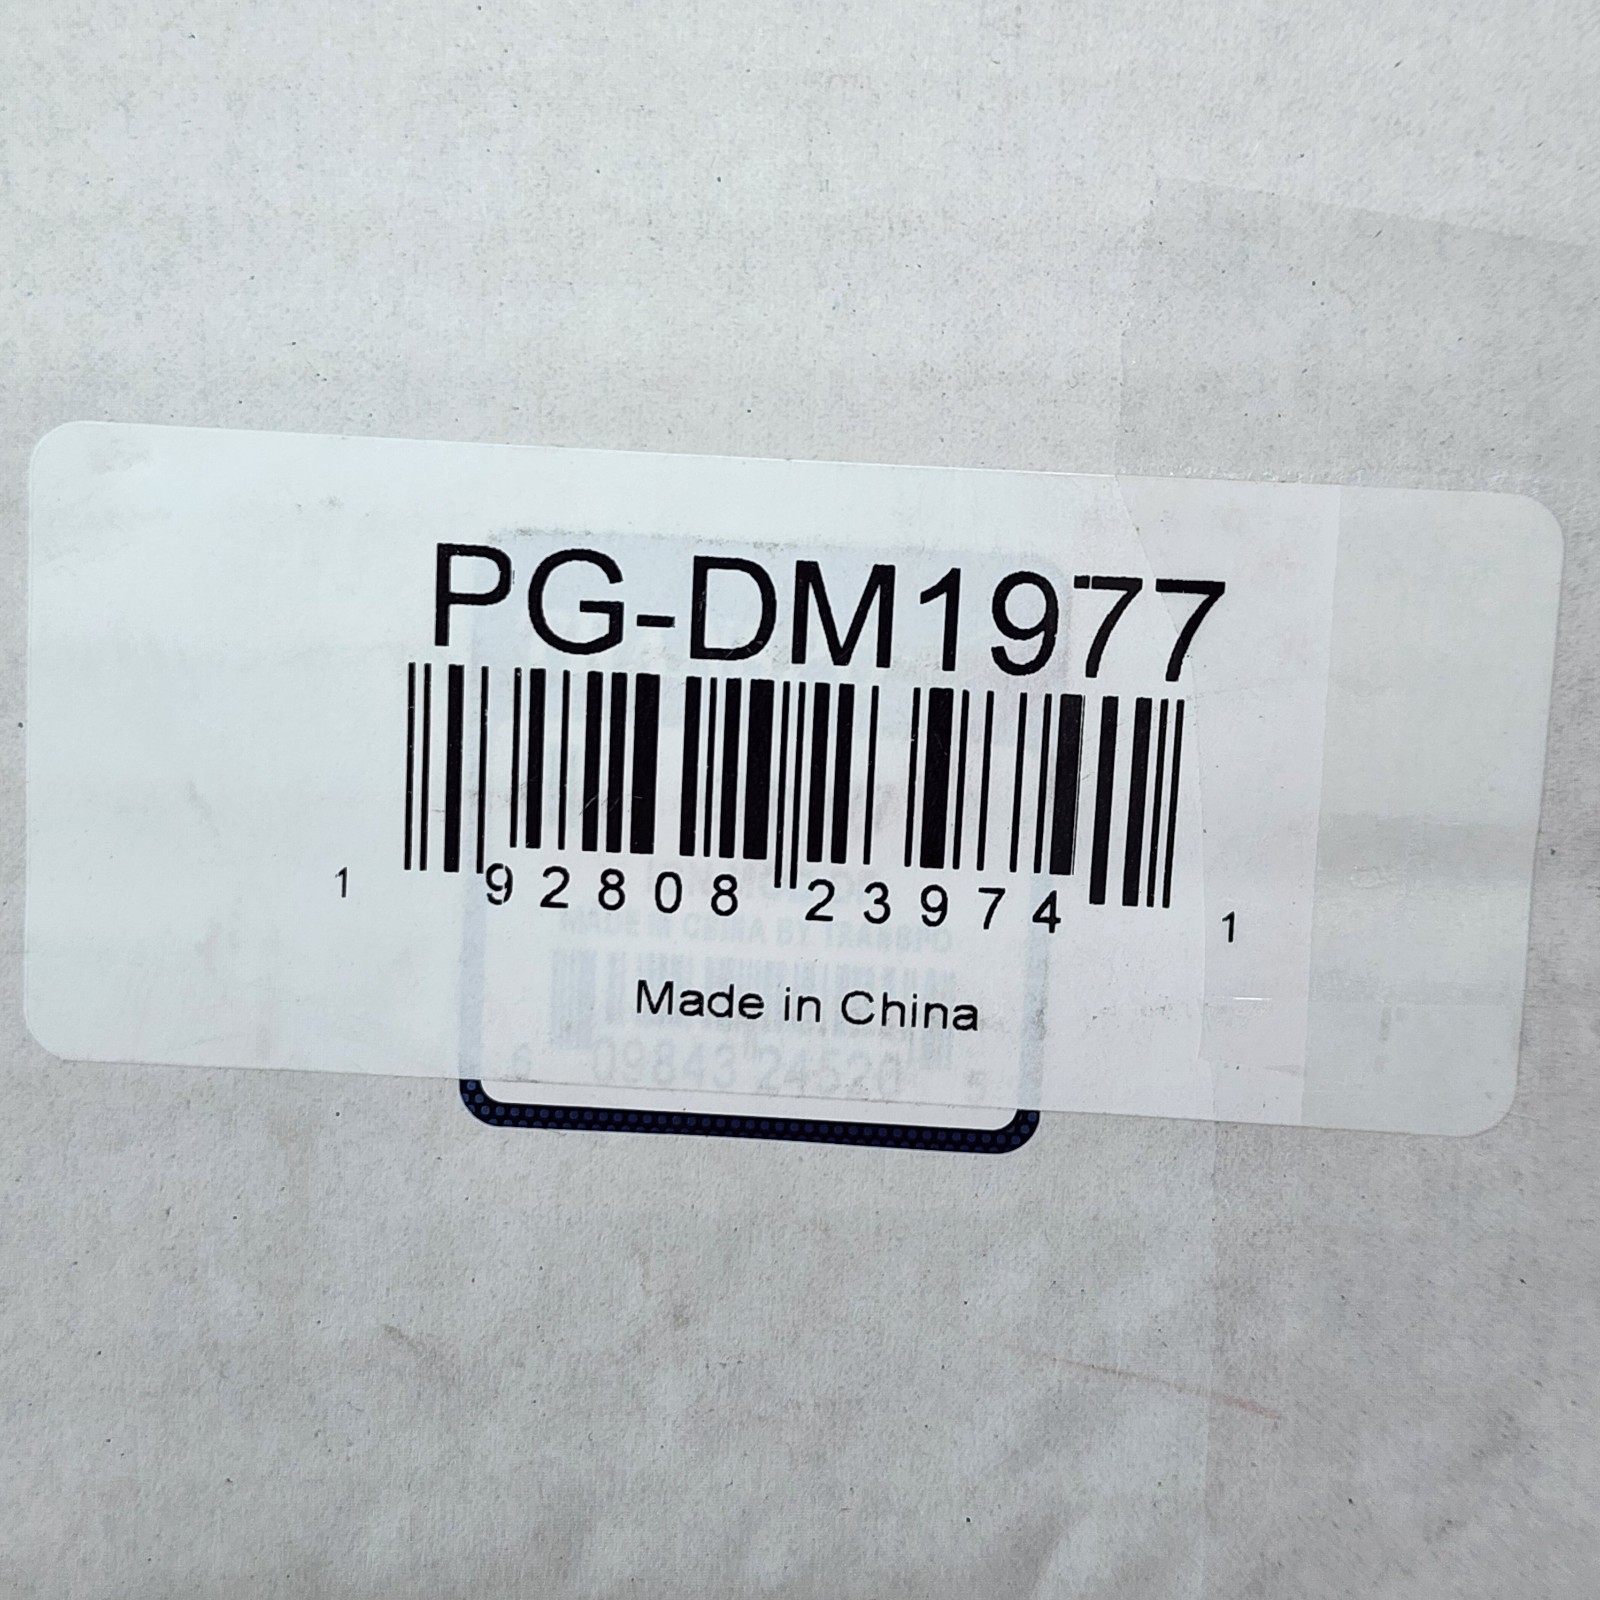 PG-DM1977
1 92808 23974 1
MADE IN CHINA BY TRANSPO
Made in China
6 09843 24520 5